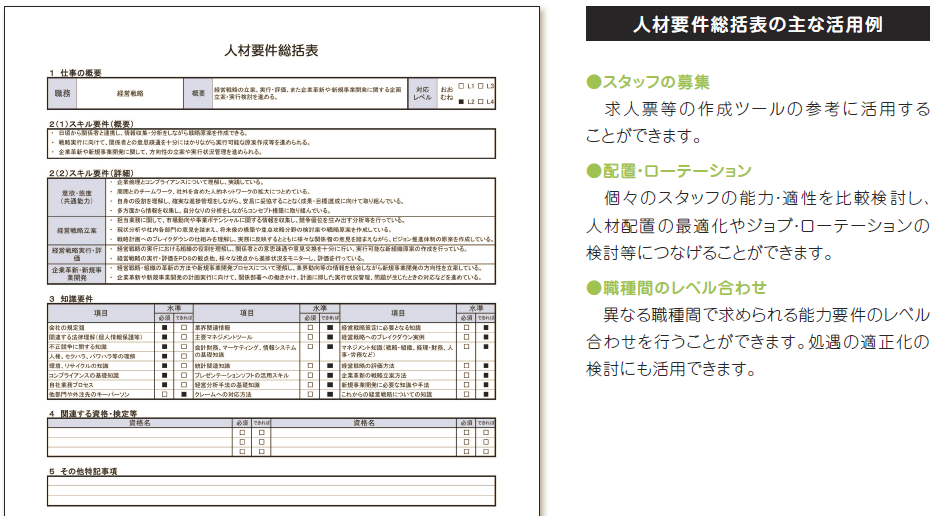 人材要件総括表
1 仕事の概要
職務 経営戦略 概要 経営戦略の立案、実行・評価、また企業革新や新規事業開発に関する企画立案・実行検討を進める。 対応レベル おおむね □ L1 □ L3 ■ L2 □ L4
2(1)スキル要件(概要)
・ 日頃から関係者と連携し、情報収集・分析をしながら戦略原案を作成できる。
・ 戦略実行に向けて、関係者との意思疎通を十分にはかりながら実行可能な原案作成等を進められる。
・ 企業革新や新規事業開発に関して、方向性の立案や実行状況管理を進められる。
2(2)スキル要件(詳細)
意欲・態度(共通能力)
・ 企業倫理とコンプライアンスについて理解し、実践している。
・ 周囲とのチームワーク、社外を含めた人的ネットワークの拡大につとめている。
・ 自身の役割を理解し、確実な進捗管理をしながら、安易に妥協することなく成果・目標達成に向けて取り組んでいる。
・ 多方面から情報を収集し、自分なりの分析をしながらコンセプト構築に取り組んでいる。
経営戦略立案
・ 担当業務に関して、市場動向や事業ポテンシャルに関する情報を収集し、競争優位を生み出す分析等を行っている。
・ 現状分析や社内各部門の意見を踏まえ、将来像の構築や重点攻略分野の検討案や戦略原案を作成している。
・ 戦略計画へのブレイクダウンの仕組みを理解し、実務に反映するとともに様々な関係者の意見を踏まえながら、ビジョン推進体制の原案を作成している。
経営戦略実行・評価
・ 経営戦略の実行における組織の役割を理解し、関係者との意思疎通や意見交換を十分に行い、実行可能な新組織原案の作成を行っている。
・ 経営戦略の実行・評価をPDSの観点他、様々な視点から進捗状況をモニターし、評価を行っている。
企業革新・新規事業開発
・ 経営戦略・組織の革新の方法や新規事業開発プロセスについて理解し、業界動向等の情報を統合しながら新規事業開発の方向性を立案している。
・ 企業革新や新規事業開発の計画実行に向けて、関係部署への働きかけ、計画に照した実行状況管理、問題が生じたときの対応などを進めている。
3 知識要件
項目 水準 項目 水準 項目 水準
必須 できれば 必須 できれば 必須 できれば
会社の規定類 ■ □ 業界関連情報 □ ■ 経営戦略策定に必要となる知識 □ ■
関連する法律理解(個人情報保護等) ■ □ 主要マネジメントツール □ ■ 経営戦略へのブレイクダウン実例 □ ■
不正競争に関する知識 ■ □ 会計財務、マーケティング、情報システムの基礎知識 □ ■ マネジメント知識(戦略・組織、経理・財務、人事・労務など) □ ■
人権、セクハラ、パワハラ等の理解 ■ □
環境、リサイクルの知識 ■ □ 統計関連知識 □ ■ 経営戦略の評価方法 □ ■
コンプライアンスの基礎知識 ■ □ プレゼンテーションソフトの活用スキル □ ■ 企業革新の戦略立案方法 □ ■
自社業務プロセス ■ □ 経営分析手法の基礎知識 □ ■ 新規事業開発に必要な知識や手法 □ ■
他部門や外注先のキーパーソン □ ■ クレームへの対応方法 □ ■ これからの経営戦略についての知識 □ ■
4 関連する資格・検定等
資格名 必須 できれば 資格名 必須 できれば
□ □ □ □
□ □ □ □
□ □ □ □
5 その他特記事項
人材要件総括表の主な活用例
●スタッフの募集
求人票等の作成ツールの参考に活用する
ことができます。
●配置・ローテーション
個々のスタッフの能力・適性を比較検討し、
人材配置の最適化やジョブ・ローテーションの
検討等につなげることができます。
●職種間のレベル合わせ
異なる職種間で求められる能力要件のレベル
合わせを行うことができます。処遇の適正化の
検討にも活用できます。